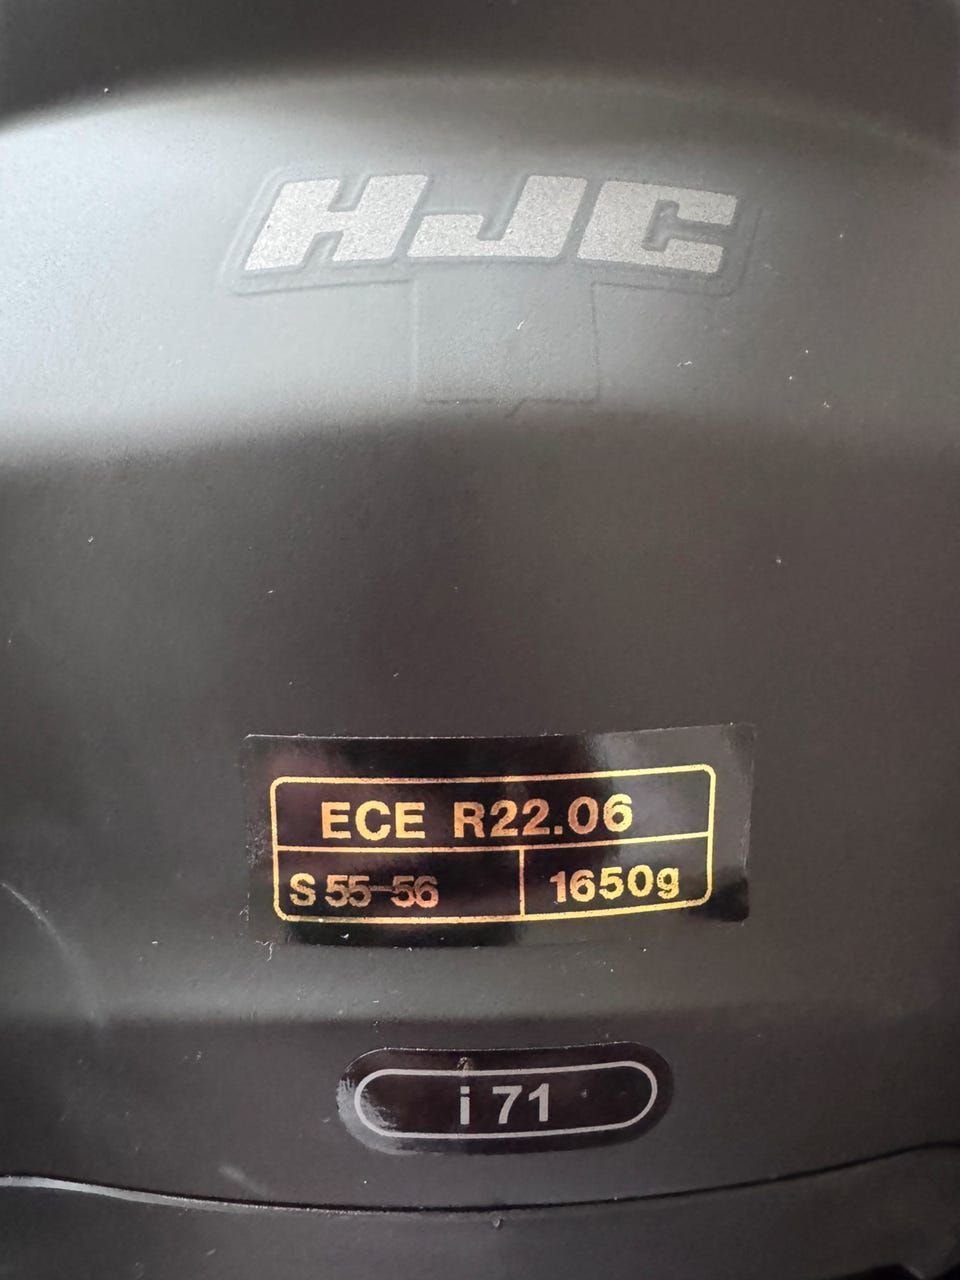 HJC
ECE R22.06
S 55-56
1650g
i 71